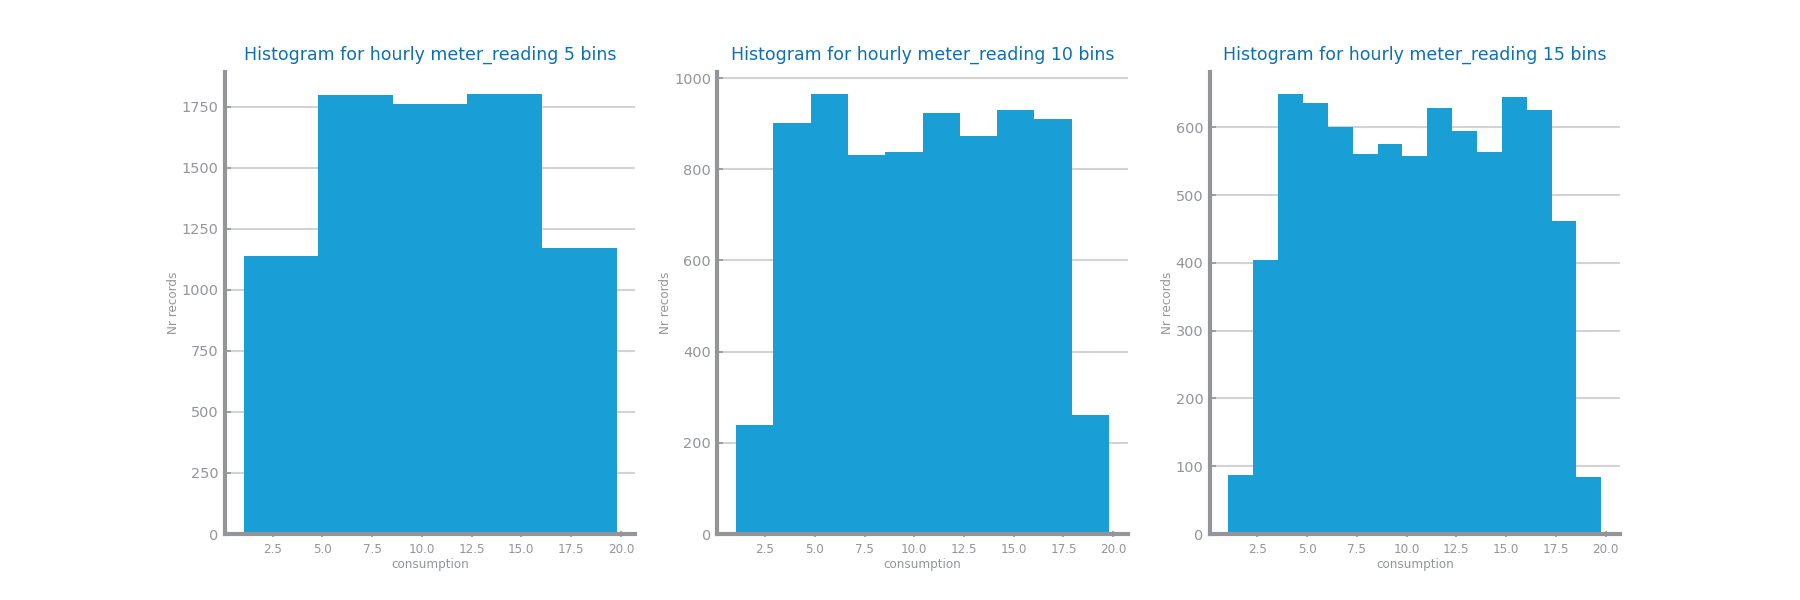 Histogram for hourly meter_reading 5 bins
1750
1500
1250
1000
750
500
250
0
Nr records
2.5 5.0 7.5 10.0 12.5 15.0 17.5 20.0
consumption
Histogram for hourly meter_reading 10 bins
1000
800
600
400
200
0
Nr records
2.5 5.0 7.5 10.0 12.5 15.0 17.5 20.0
consumption
Histogram for hourly meter_reading 15 bins
600
500
400
300
200
100
0
Nr records
2.5 5.0 7.5 10.0 12.5 15.0 17.5 20.0
consumption